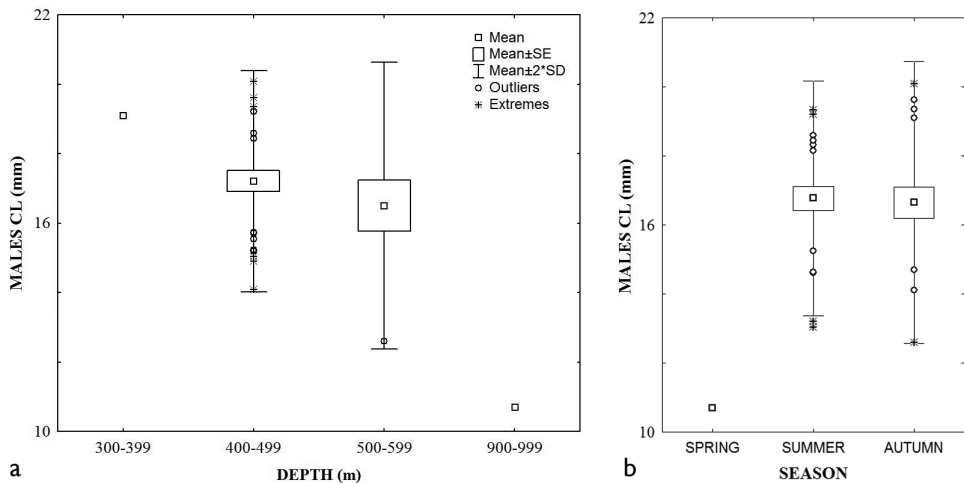 22
16
10
MALES CL (mm)
Mean
Mean±SE
Mean±2*SD
Outliers
Extremes
300-399 400-499 500-599 900-999
DEPTH (m)
a
22
16
10
MALES CL (mm)
SPRING SUMMER AUTUMN
SEASON
b